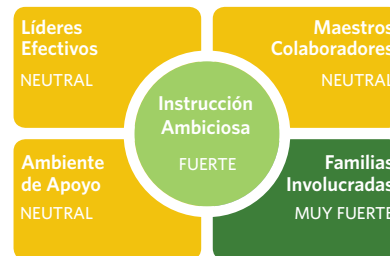 Líderes
Efectivos
NEUTRAL
Maestros
Colaboradores
NEUTRAL
Instrucción
Ambiciosa
FUERTE
Ambiente
de Apoyo
NEUTRAL
Familias
Involucradas
MUY FUERTE